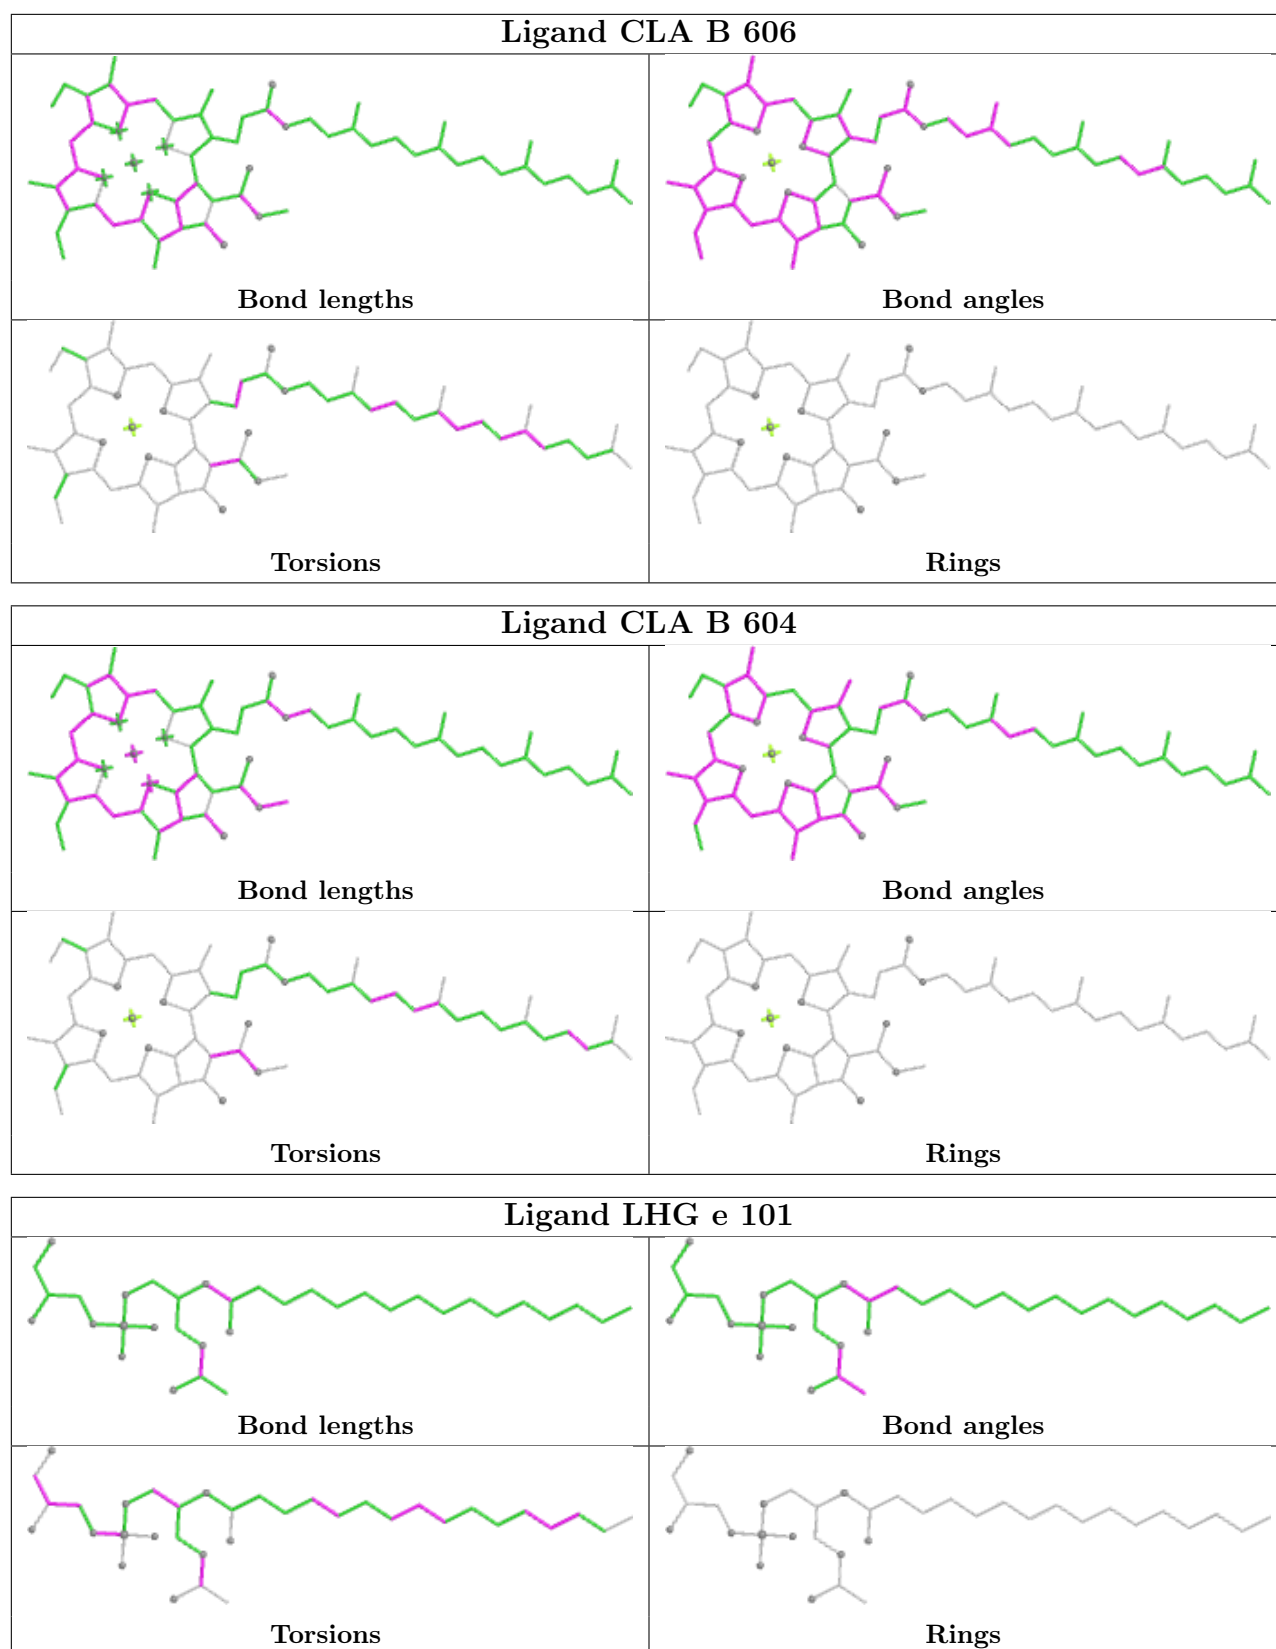 Ligand CLA B 606
Bond lengths
Bond angles
Torsions
Rings
Ligand CLA B 604
Bond lengths
Bond angles
Torsions
Rings
Ligand LHG e 101
Bond lengths
Bond angles
Torsions
Rings